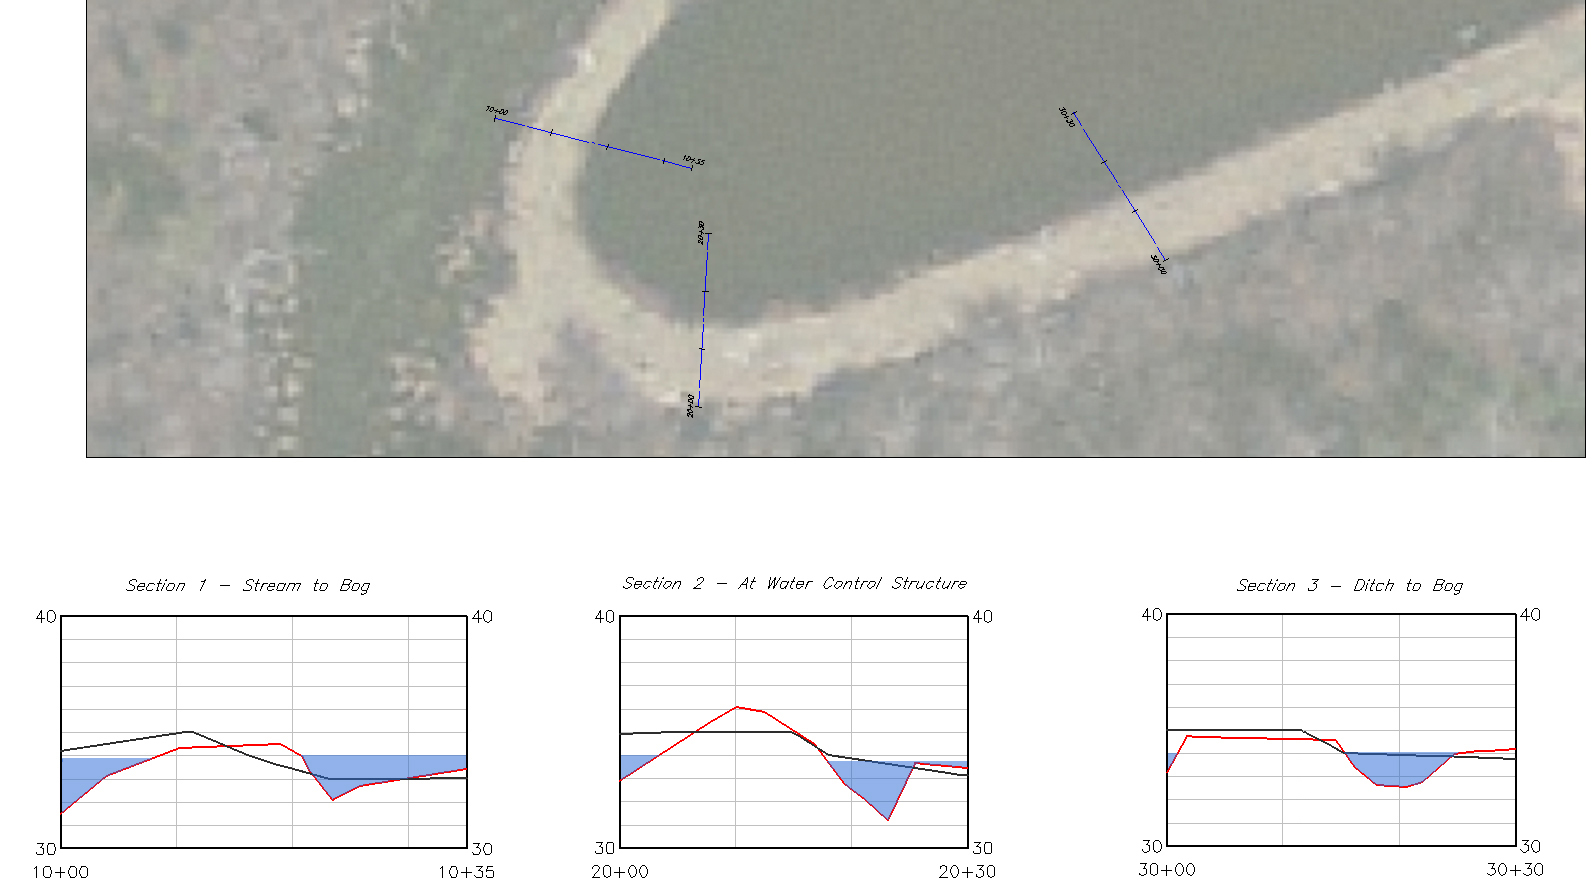 10+00
10+35
20+30
20+00
30+30
30+00
Section 1 - Stream to Bog
Section 2 - At Water Control Structure
Section 3 - Ditch to Bog
40 40 40 40 40 40
30 30 30 30 30 30
10+00 10+35 20+00 20+30 30+00 30+30